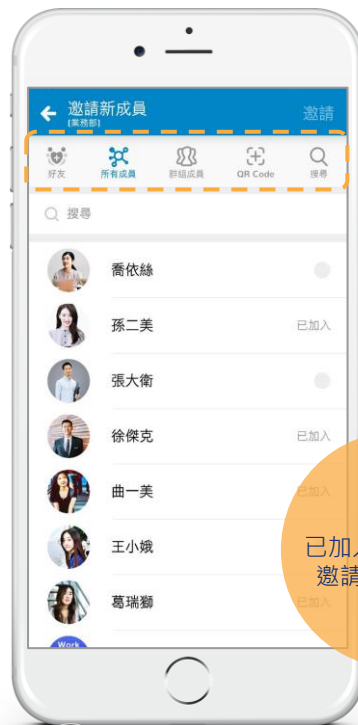 邀請新成員
[業務部]
邀請
好友
所有成員
群組成員
QR Code
搜尋
搜尋
喬依絲
孫二美
已加入
張大衛
徐傑克
已加入
曲一美
已加入
王小娥
已加入
邀請
葛瑞獅
已加入
Work